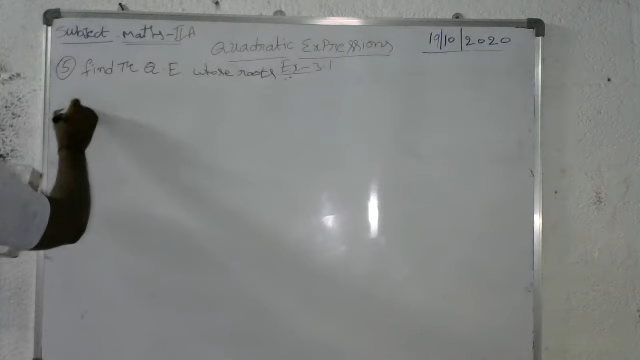 Subject Maths-IIA
Quadratic Expressions
19|10|2020
(5) find The Q E whose roots